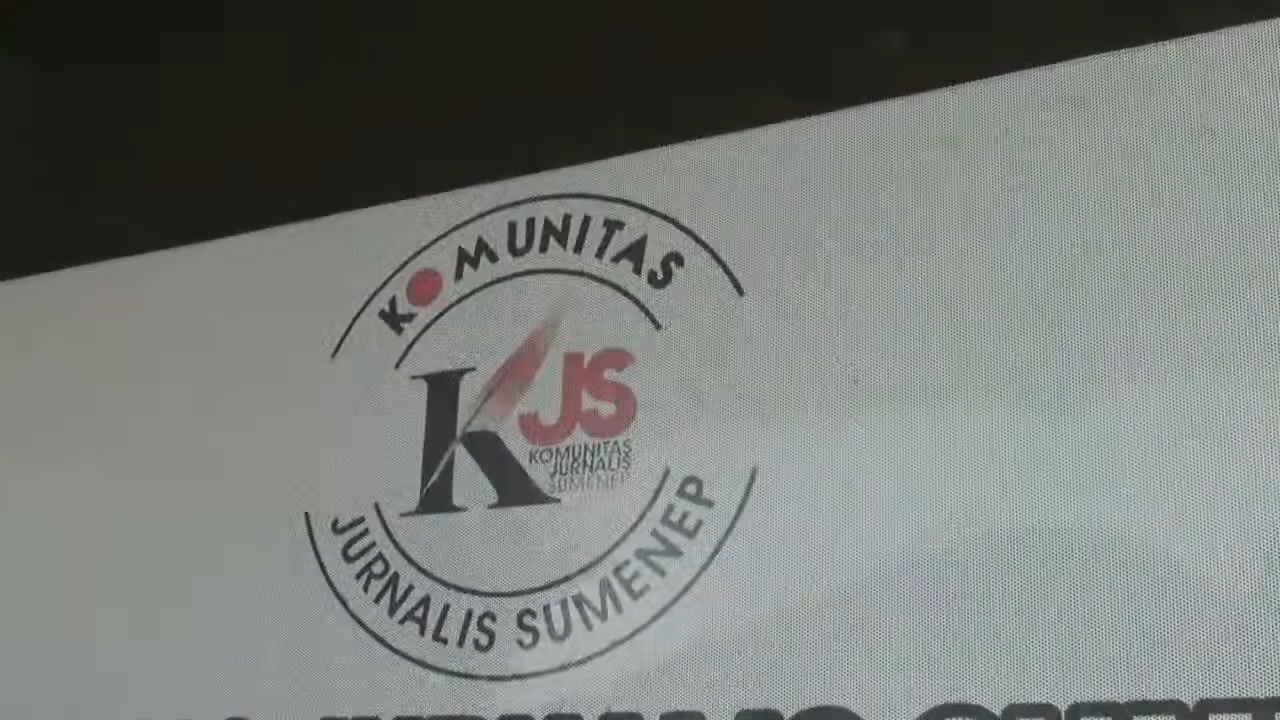 KOMUNITAS
KJS
KOMUNITAS
JURNALIS
SUMENEP
JURNALIS SUMENEP